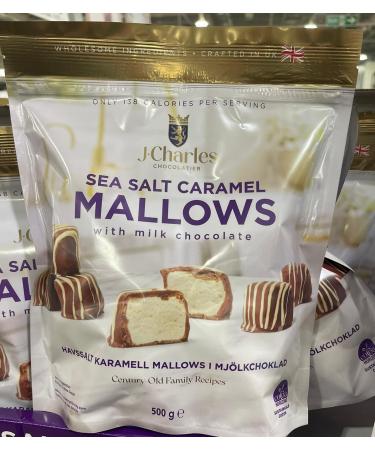 WHOLESOME INGREDIENTS • CRAFTED IN UK
ONLY 138 CALORIES PER SERVING
J.Charles
CHOCOLATIER
SEA SALT CARAMEL
MALLOWS
with milk chocolate
HAVSSALT KARAMELL MALLOWS I MJÖLKCHOKLAD
Century Old Family Recipes
500 g e